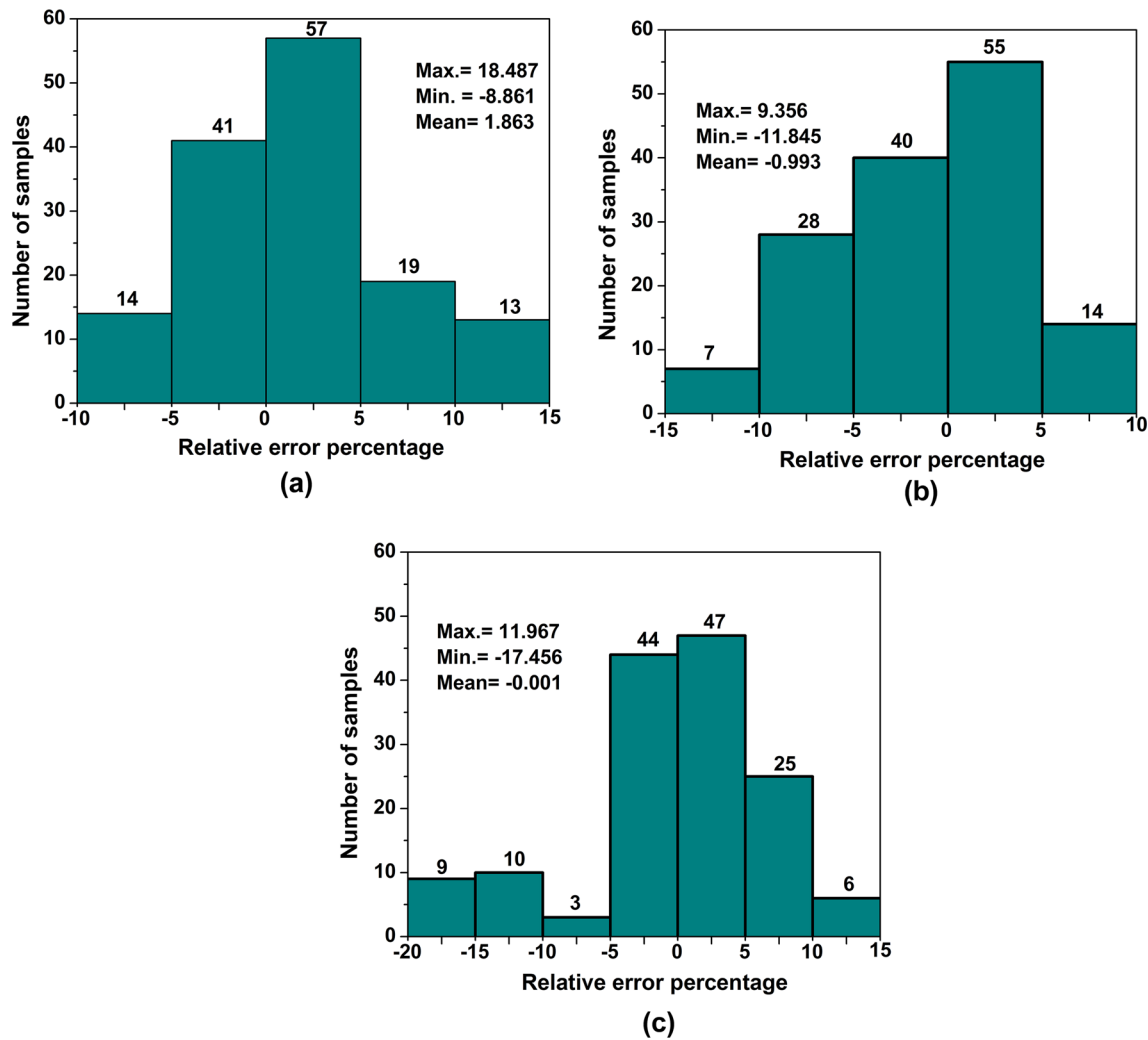 60
50
40
30
20
10
0
Number of samples
14
41
57
19
13
Max.= 18.487
Min. = -8.861
Mean= 1.863
-10 -5 0 5 10 15
Relative error percentage
(a)
60
50
40
30
20
10
0
Number of samples
7
28
40
55
14
Max.= 9.356
Min.= -11.845
Mean= -0.993
-15 -10 -5 0 5 10
Relative error percentage
(b)
60
50
40
30
20
10
0
Number of samples
9
10
3
44
47
25
6
Max.= 11.967
Min.= -17.456
Mean= -0.001
-20 -15 -10 -5 0 5 10 15
Relative error percentage
(c)